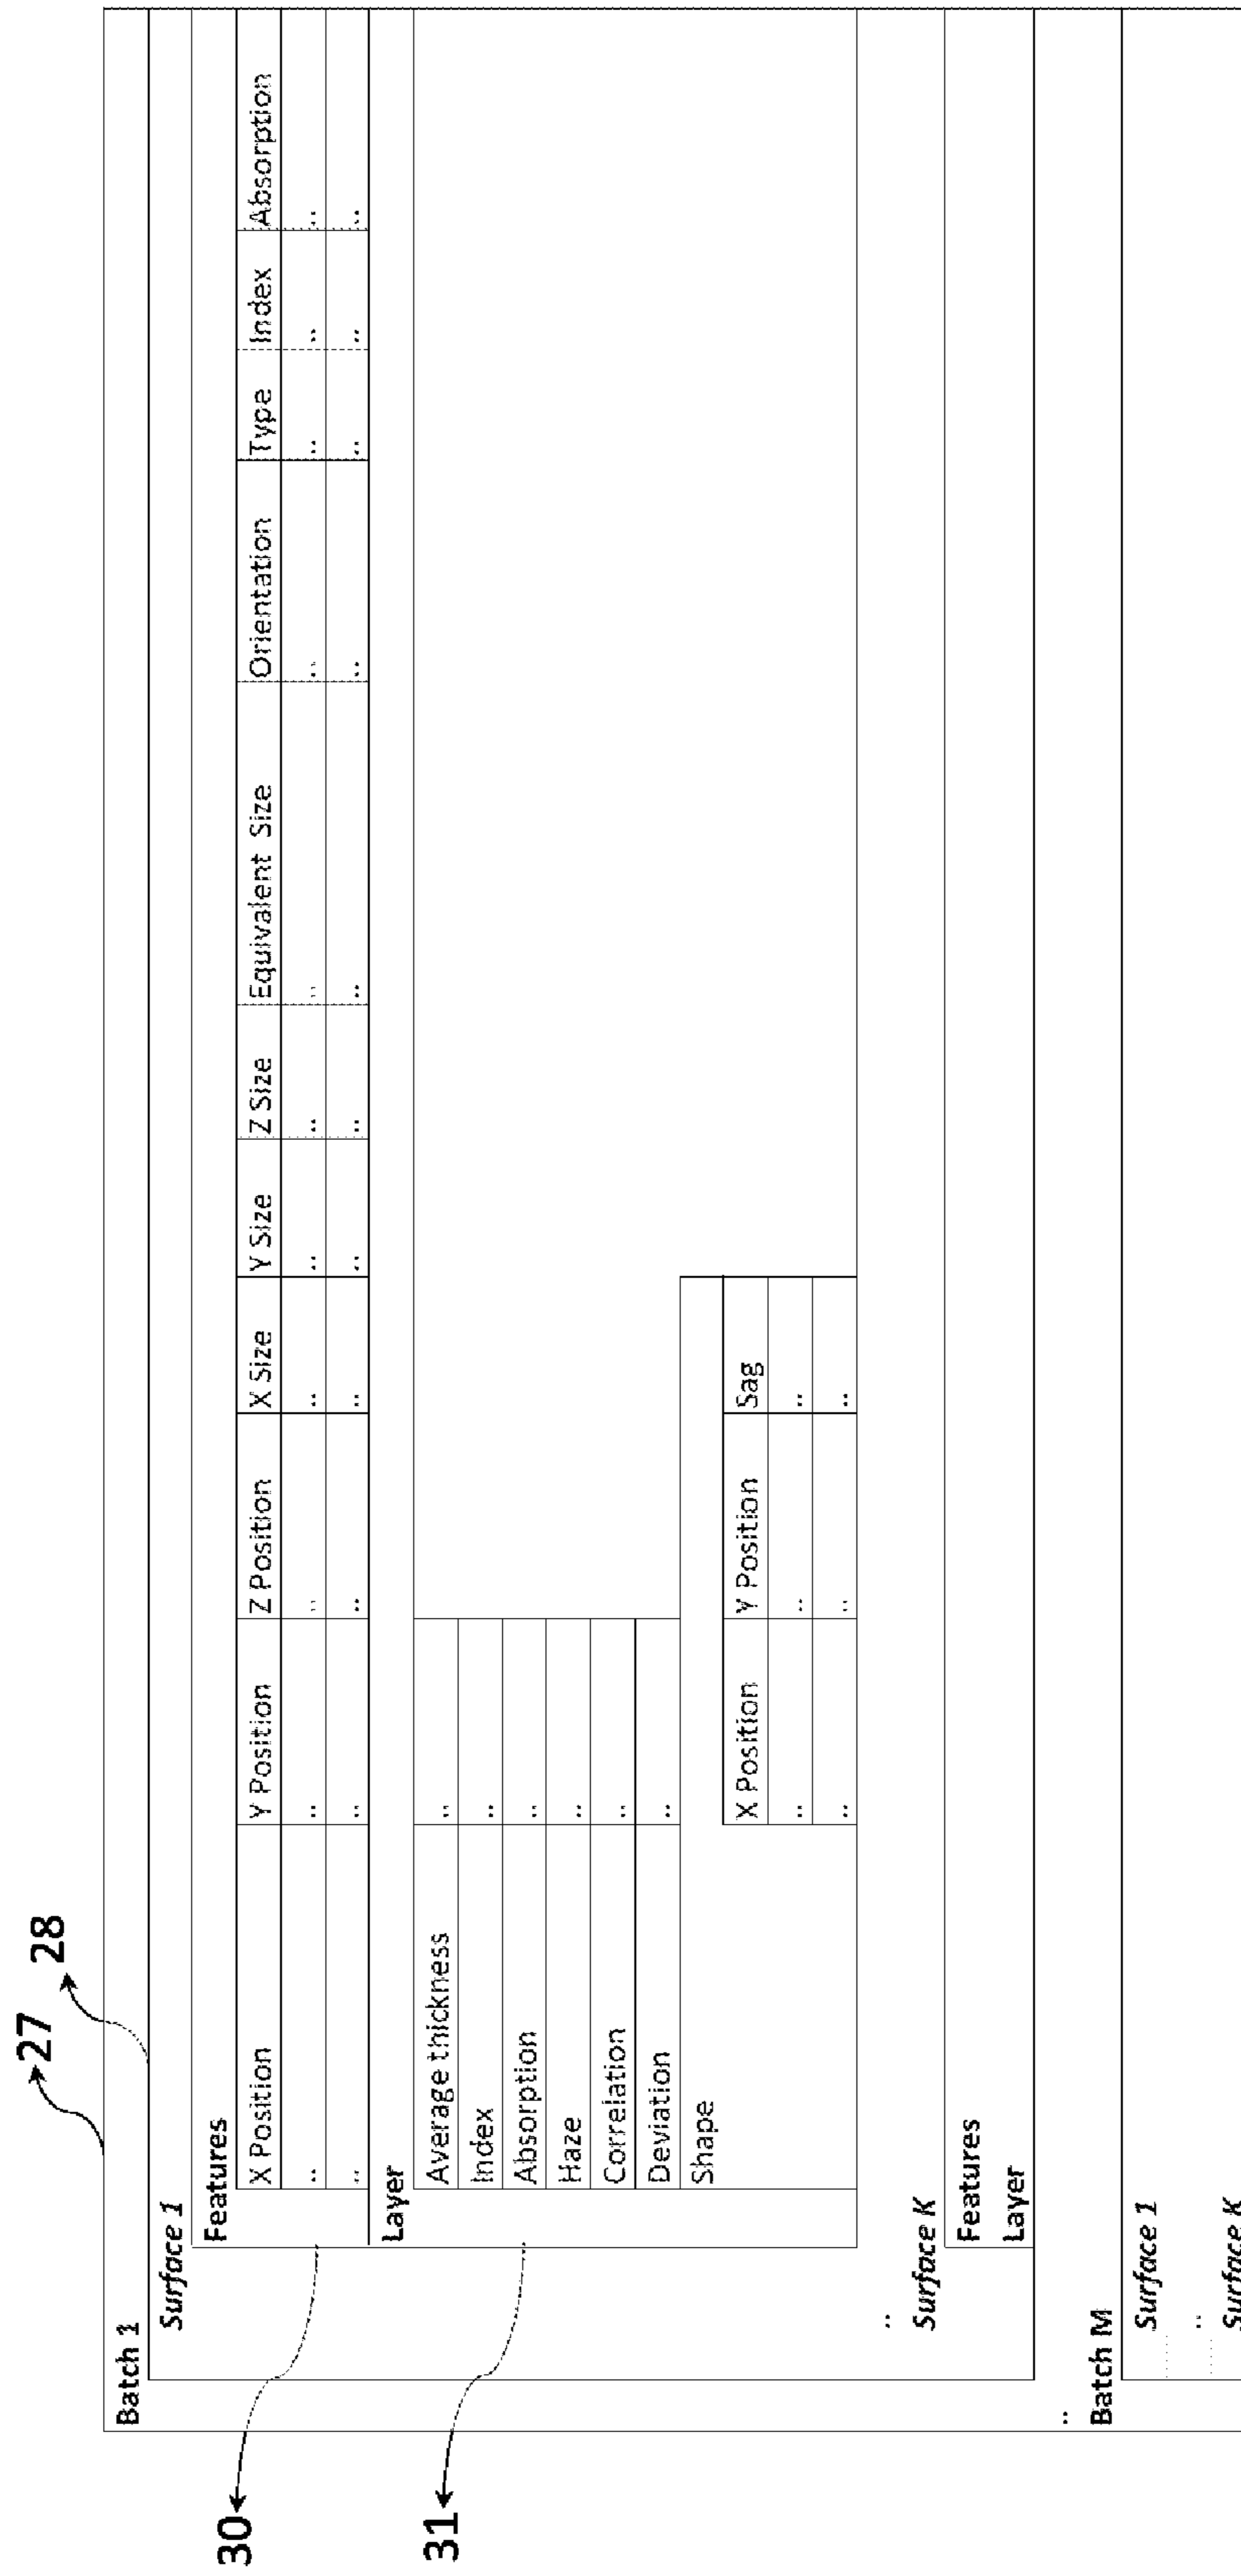 27
28
Batch 1
Surface 1
Features
X Position Y Position Z Position X Size Y Size Z Size Equivalent Size Orientation Type Index Absorption
.. .. .. .. .. .. .. .. .. .. ..
.. .. .. .. .. .. .. .. .. .. ..
30
Layer
Average thickness ..
Index ..
Absorption ..
Haze ..
Correlation ..
Deviation ..
Shape
X Position Y Position Sag
.. .. ..
.. .. ..
31
..
Surface K
Features
Layer
..
Batch M
Surface 1
..
Surface K